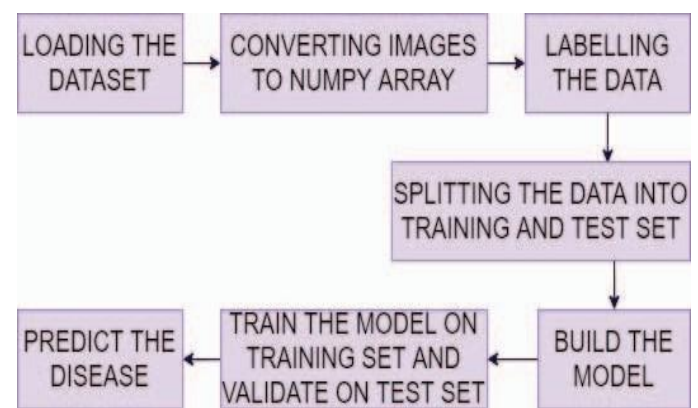 LOADING THE
DATASET
CONVERTING IMAGES
TO NUMPY ARRAY
LABELLING
THE DATA
SPLITTING THE DATA INTO
TRAINING AND TEST SET
BUILD THE
MODEL
TRAIN THE MODEL ON
TRAINING SET AND
VALIDATE ON TEST SET
PREDICT THE
DISEASE